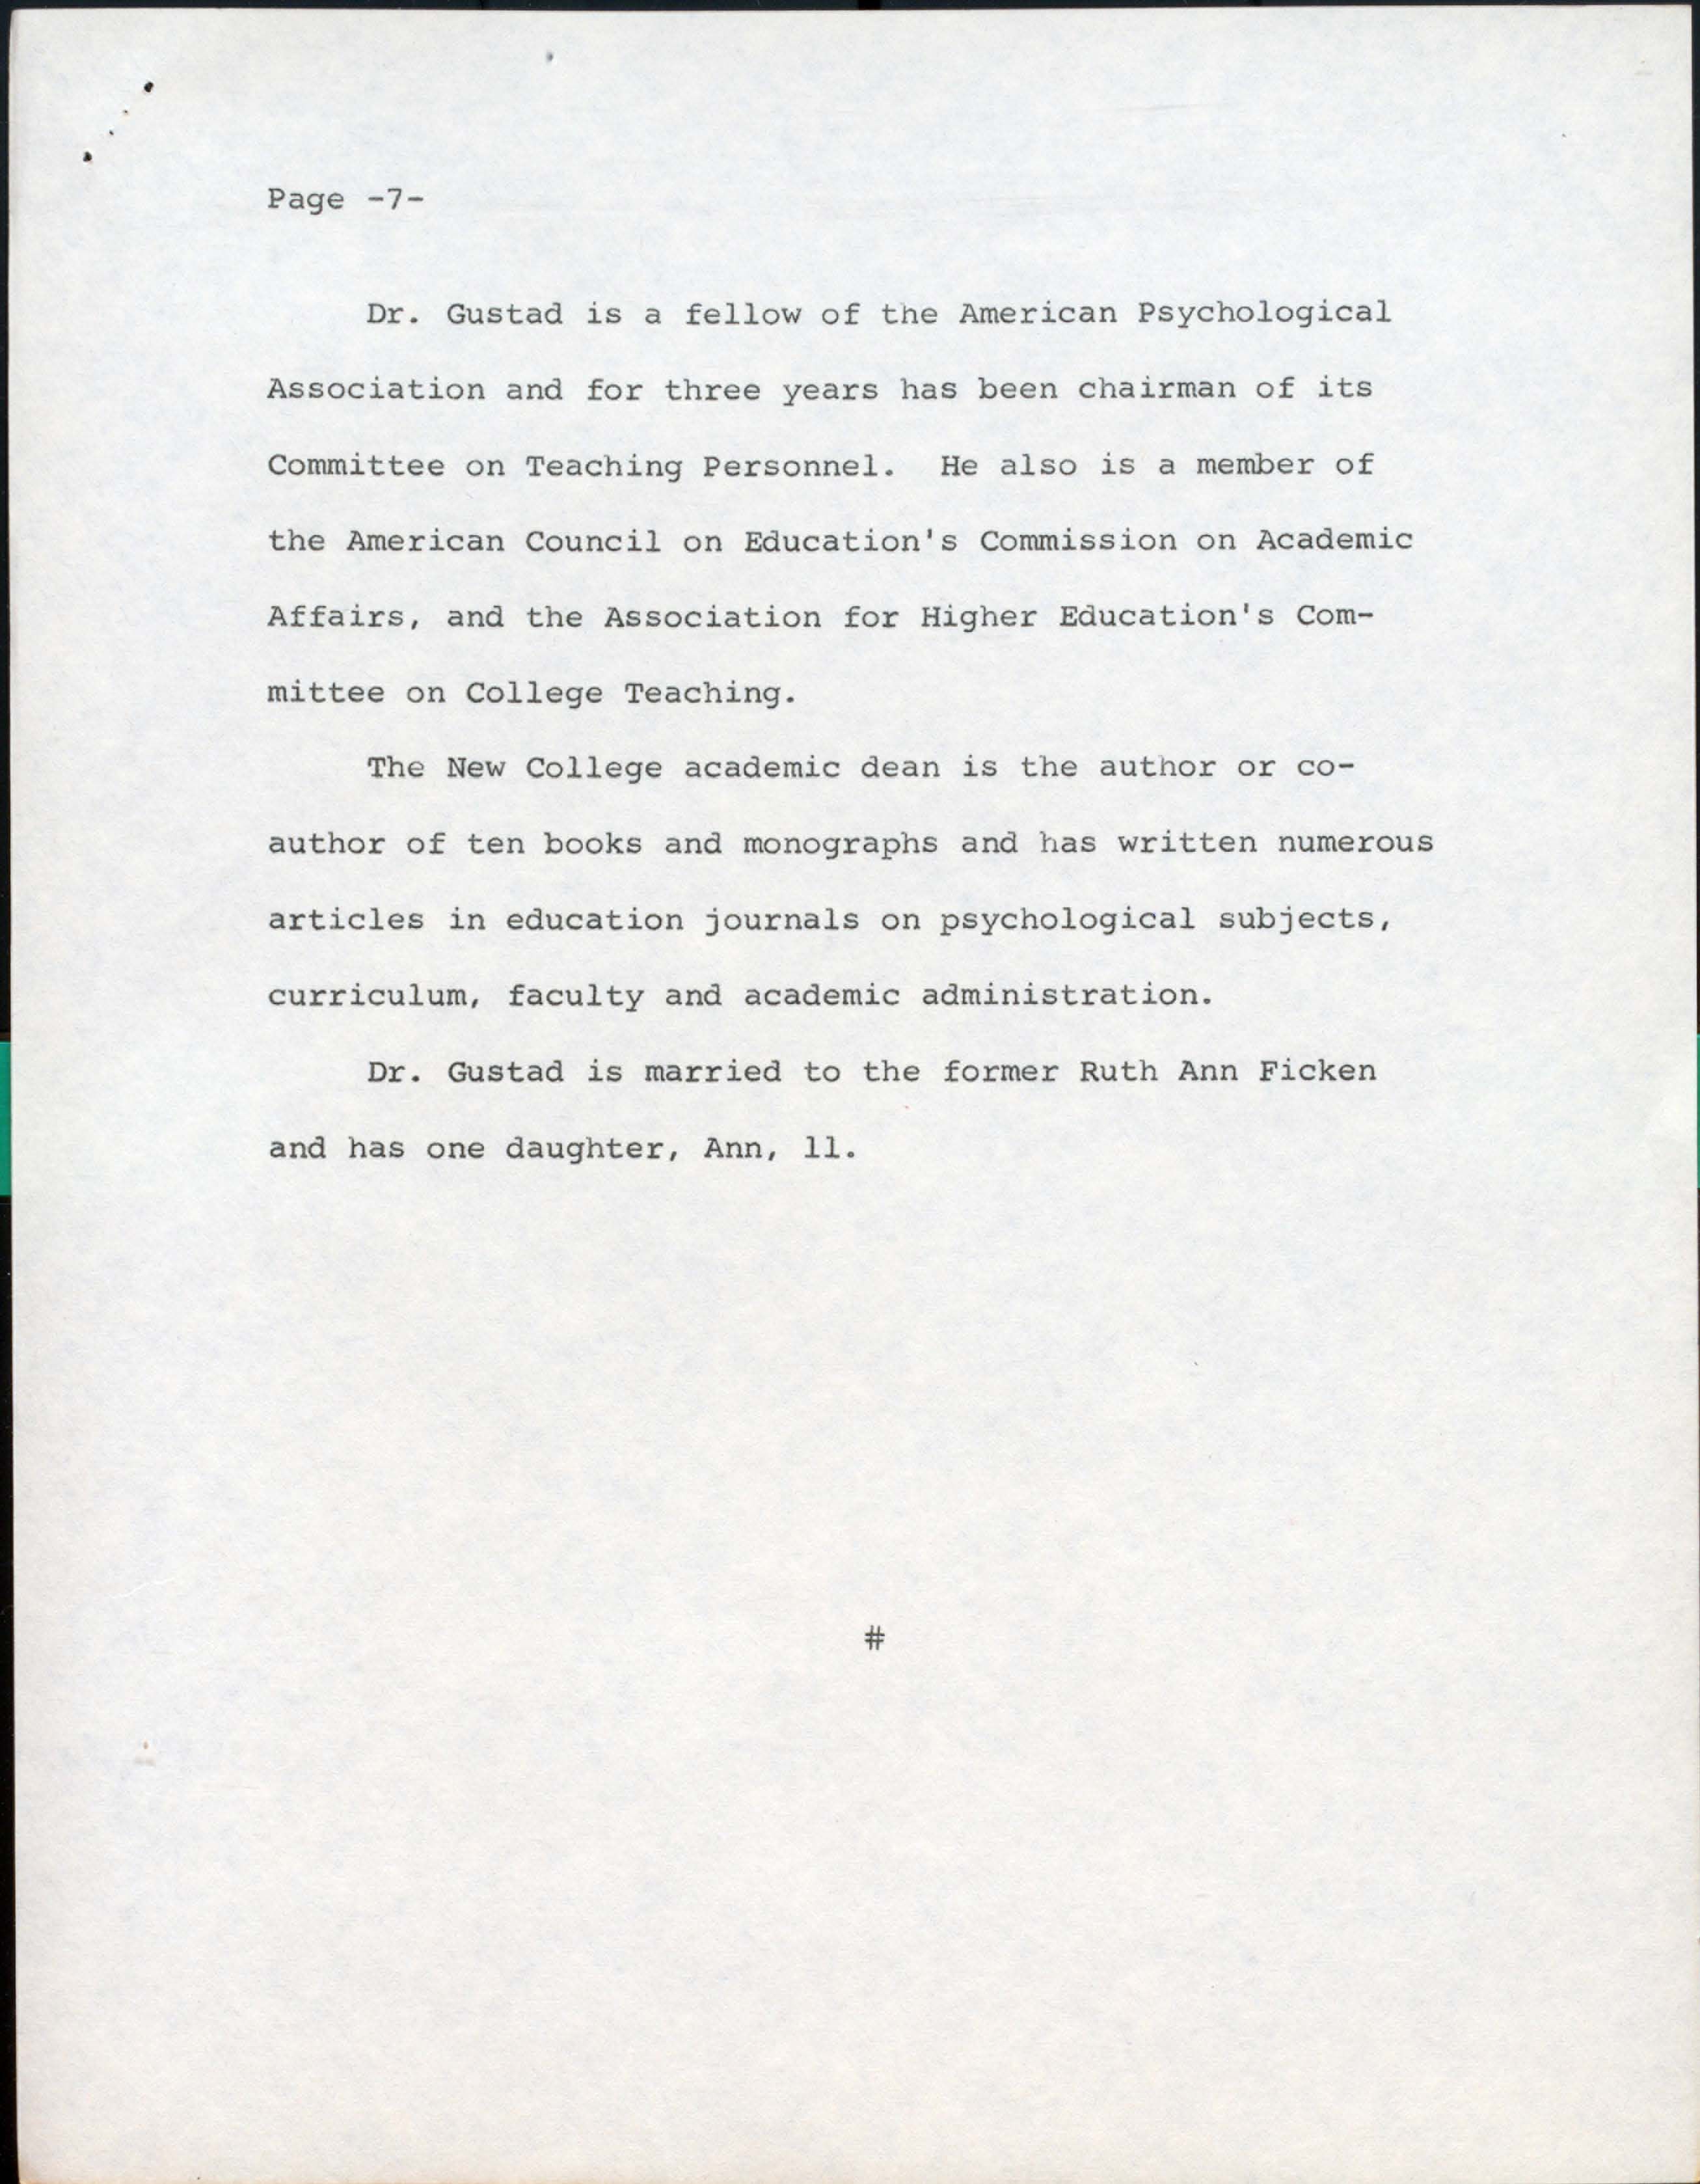 Page -7-
Dr. Gustad is a fellow of the American Psychological
Association and for three years has been chairman of its
Committee on Teaching Personnel. He also is a member of
the American Council on Education's Commission on Academic
Affairs, and the Association for Higher Education's Com-
mittee on College Teaching.
The New College academic dean is the author or co-
author of ten books and monographs and has written numerous
articles in education journals on psychological subjects,
curriculum, faculty and academic administration.
Dr. Gustad is married to the former Ruth Ann Ficken
and has one daughter, Ann, 11.
#